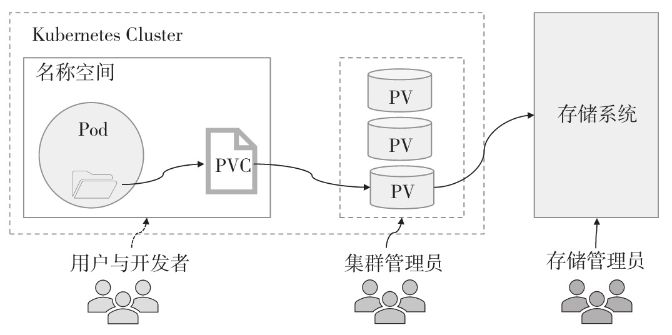 Kubernetes Cluster
名称空间
Pod
PVC
PV
PV
PV
存储系统
用户与开发者
集群管理员
存储管理员